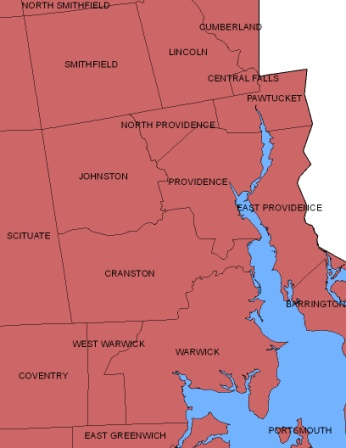 NORTH SMITHFIELD
CUMBERLAND
LINCOLN
SMITHFIELD
CENTRAL FALLS
PAWTUCKET
NORTH PROVIDENCE
JOHNSTON
PROVIDENCE
EAST PROVIDENCE
SCITUATE
CRANSTON
BARRINGTON
WEST WARWICK
WARWICK
COVENTRY
EAST GREENWICH
PORTSMOUTH